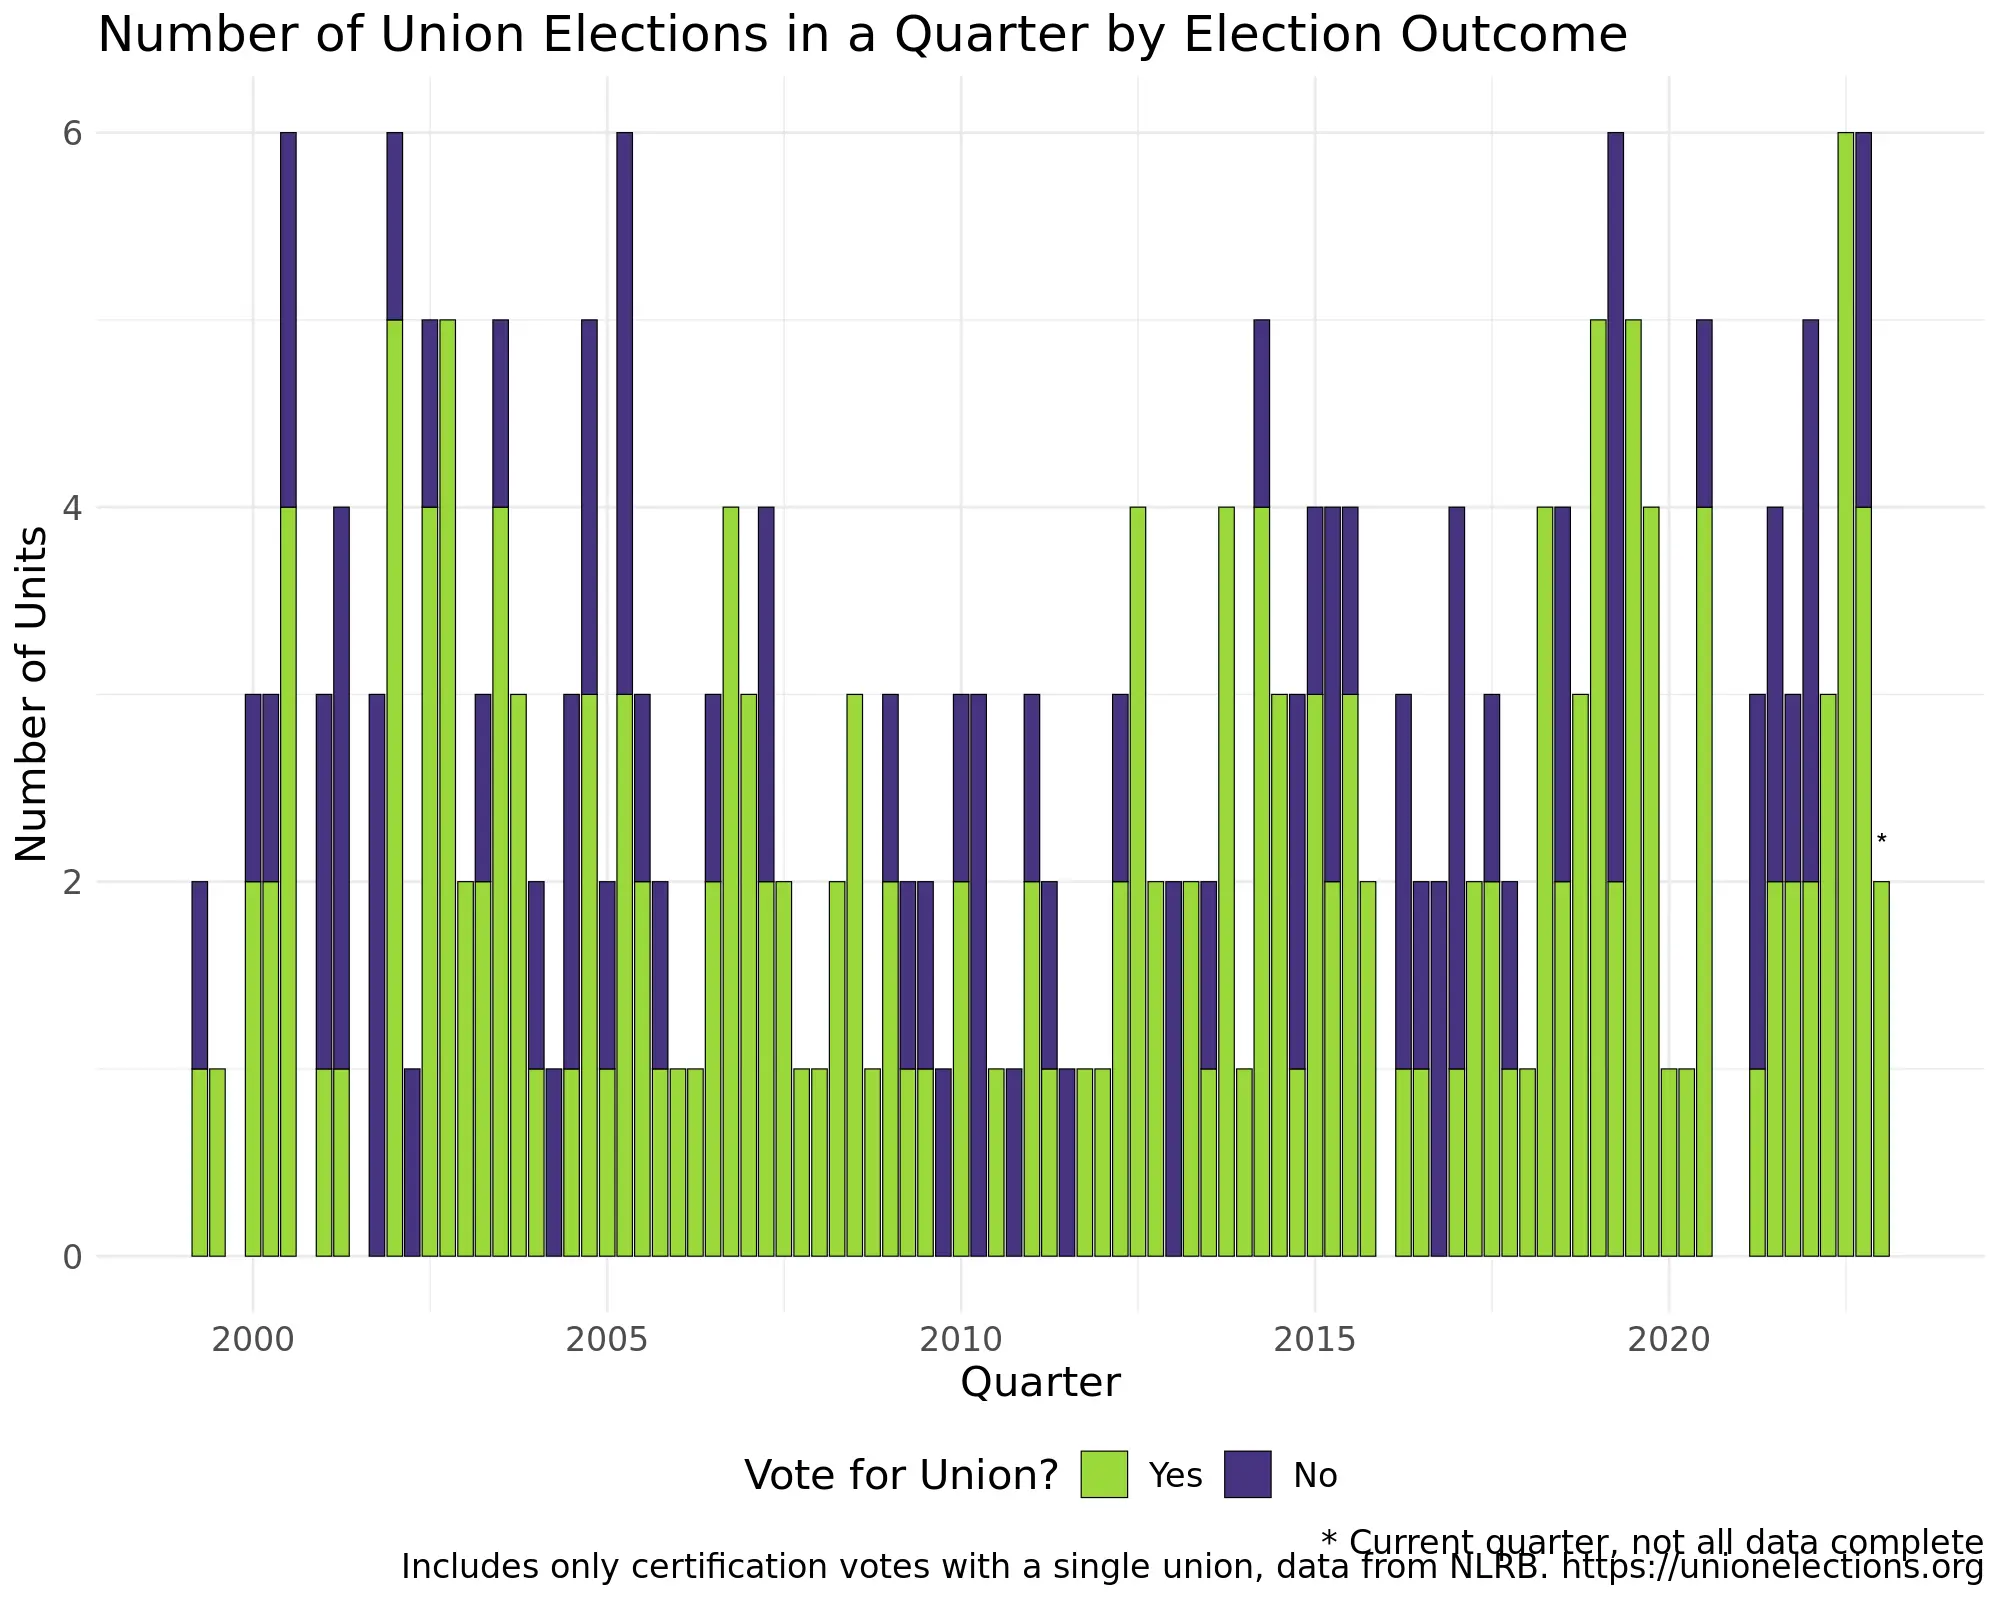 Number of Union Elections in a Quarter by Election Outcome
Number of Units
6
4
2
0
*
2000 2005 2010 2015 2020
Quarter
Vote for Union? Yes No
* Current quarter, not all data complete
Includes only certification votes with a single union, data from NLRB. https://unionelections.org